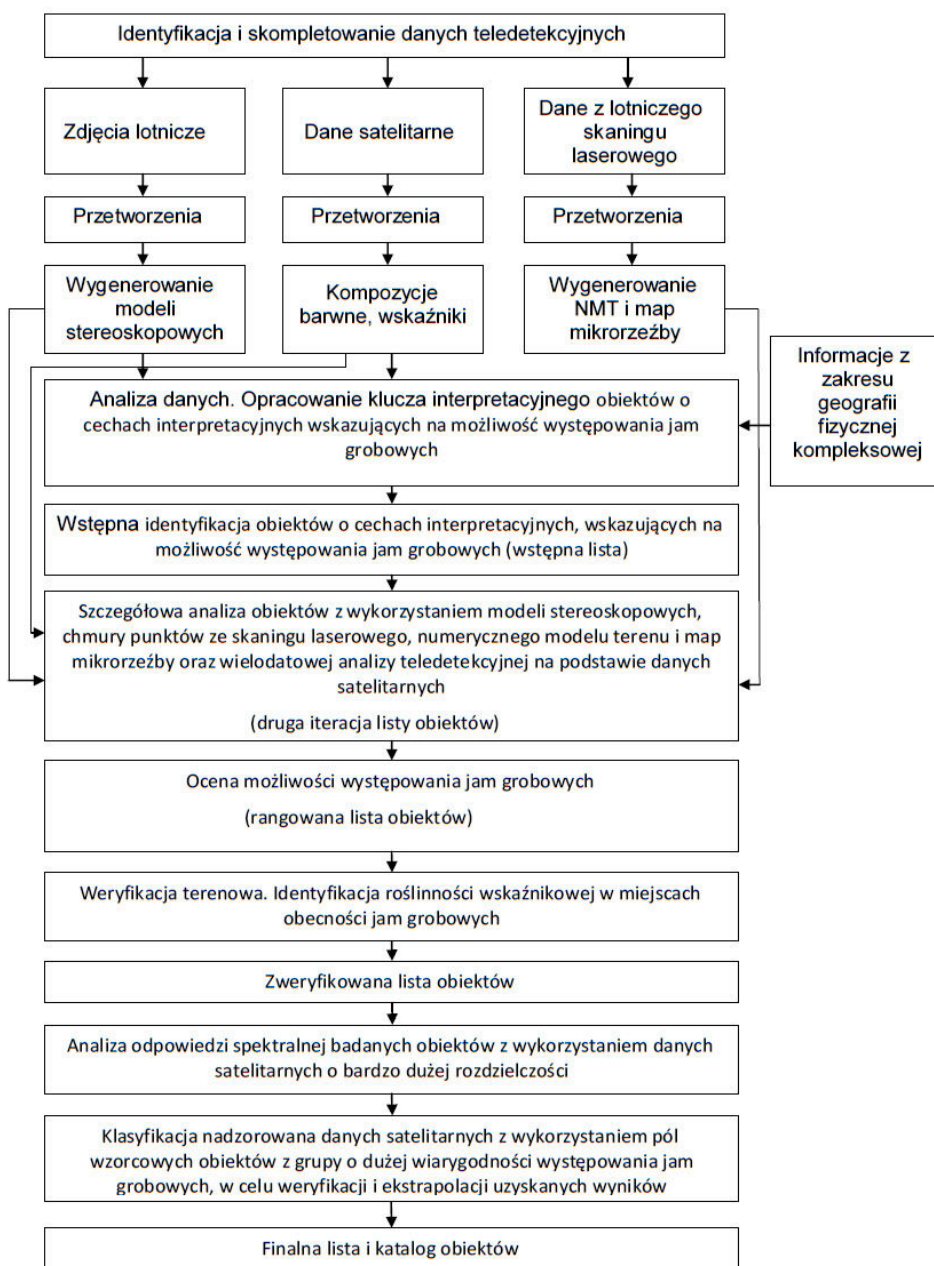 Identyfikacja i skompletowanie danych teledetekcyjnych
Zdjęcia lotnicze
Dane satelitarne
Dane z lotniczego
skaningu
laserowego
Przetworzenia
Przetworzenia
Przetworzenia
Wygenerowanie
modeli
stereoskopowych
Kompozycje
barwne, wskaźniki
Wygenerowanie
NMT i map
mikrorzeźby
Informacje z
zakresu
geografii
fizycznej
kompleksowej
Analiza danych. Opracowanie klucza interpretacyjnego obiektów o
cechach interpretacyjnych wskazujących na możliwość występowania jam
grobowych
Wstępna identyfikacja obiektów o cechach interpretacyjnych, wskazujących na
możliwość występowania jam grobowych (wstępna lista)
Szczegółowa analiza obiektów z wykorzystaniem modeli stereoskopowych,
chmury punktów ze skaningu laserowego, numerycznego modelu terenu i map
mikrorzeźby oraz wielodatowej analizy teledetekcyjnej na podstawie danych
satelitarnych
(druga iteracja listy obiektów)
Ocena możliwości występowania jam grobowych
(rangowana lista obiektów)
Weryfikacja terenowa. Identyfikacja roślinności wskaźnikowej w miejscach
obecności jam grobowych
Zweryfikowana lista obiektów
Analiza odpowiedzi spektralnej badanych obiektów z wykorzystaniem danych
satelitarnych o bardzo dużej rozdzielczości
Klasyfikacja nadzorowana danych satelitarnych z wykorzystaniem pól
wzorcowych obiektów z grupy o dużej wiarygodności występowania jam
grobowych, w celu weryfikacji i ekstrapolacji uzyskanych wyników
Finalna lista i katalog obiektów